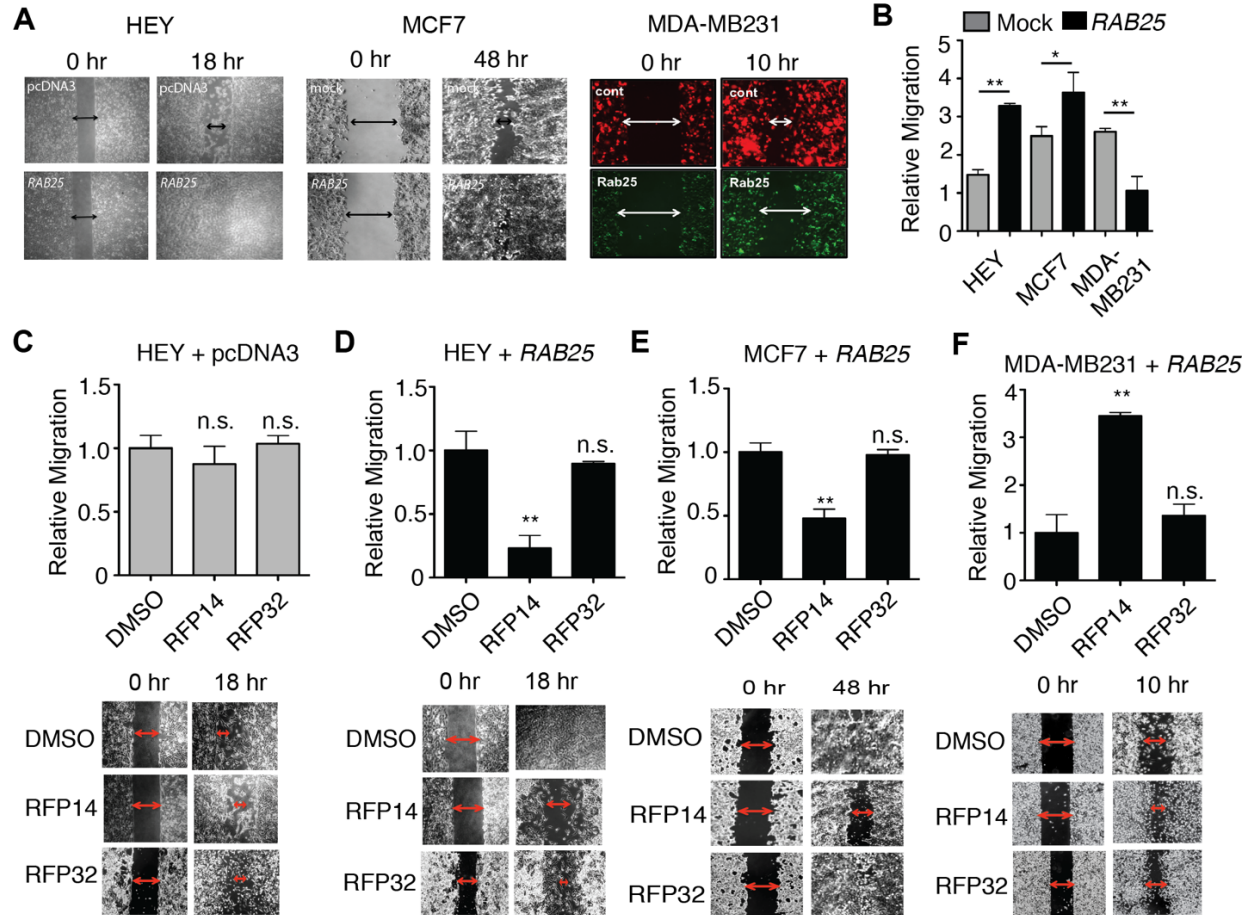 A
HEY
MCF7
MDA-MB231
0 hr
18 hr
0 hr
48 hr
0 hr
10 hr
pcDNA3
pcDNA3
mock
mock
cont
cont
RAB25
RAB25
RAB25
RAB25
Rab25
Rab25
B
Mock
RAB25
Relative Migration
5
4
3
2
1
0
**
*
**
HEY
MCF7
MDA-
MB231
C
HEY + pcDNA3
Relative Migration
1.5
1.0
0.5
0
n.s.
n.s.
DMSO
RFP14
RFP32
0 hr
18 hr
DMSO
RFP14
RFP32
D
HEY + RAB25
Relative Migration
1.5
1.0
0.5
0
**
n.s.
DMSO
RFP14
RFP32
0 hr
18 hr
DMSO
RFP14
RFP32
E
MCF7 + RAB25
Relative Migration
1.5
1.0
0.5
0
**
n.s.
DMSO
RFP14
RFP32
0 hr
48 hr
DMSO
RFP14
RFP32
F
MDA-MB231 + RAB25
Relative Migration
4
3
2
1
0
**
n.s.
DMSO
RFP14
RFP32
0 hr
10 hr
DMSO
RFP14
RFP32